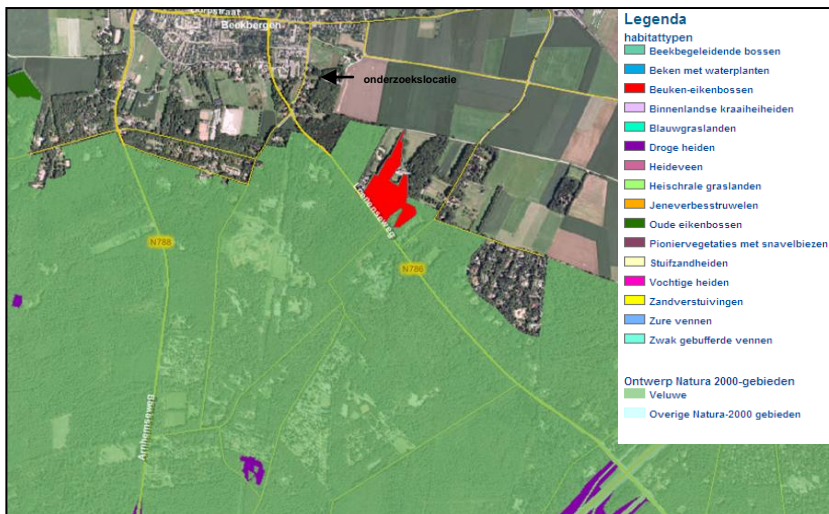 Beekbergen
onderzoekslocatie
Loenenseweg
N788
N786
Arnhemseweg
Legenda
habitattypen
Beekbegeleidende bossen
Beken met waterplanten
Beuken-eikenbossen
Binnenlandse kraaiheiheiden
Blauwgraslanden
Droge heiden
Heideveen
Heischrale graslanden
Jeneverbesstruwelen
Oude eikenbossen
Pioniervegetaties met snavelbiezen
Stuifzandheiden
Vochtige heiden
Zandverstuivingen
Zure vennen
Zwak gebufferde vennen
Ontwerp Natura 2000-gebieden
Veluwe
Overige Natura-2000 gebieden